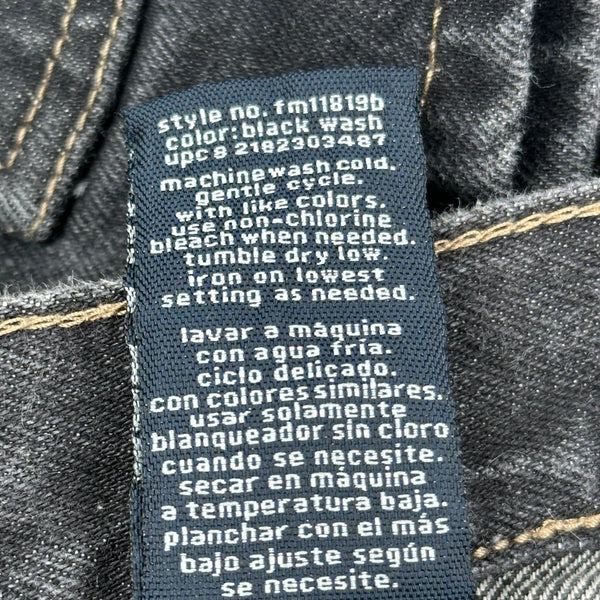 style no. fm11819b
color: black wash
upc 8 2182303487
machine wash cold.
gentle cycle.
with like colors.
use non-chlorine
bleach when needed.
tumble dry low.
iron on lowest
setting as needed.
lavar a máquina
con agua fría.
ciclo delicado.
con colores similares.
usar solamente
blanqueador sin cloro
cuando se necesite.
secar en máquina
a temperatura baja.
planchar con el más
bajo ajuste según
se necesite.